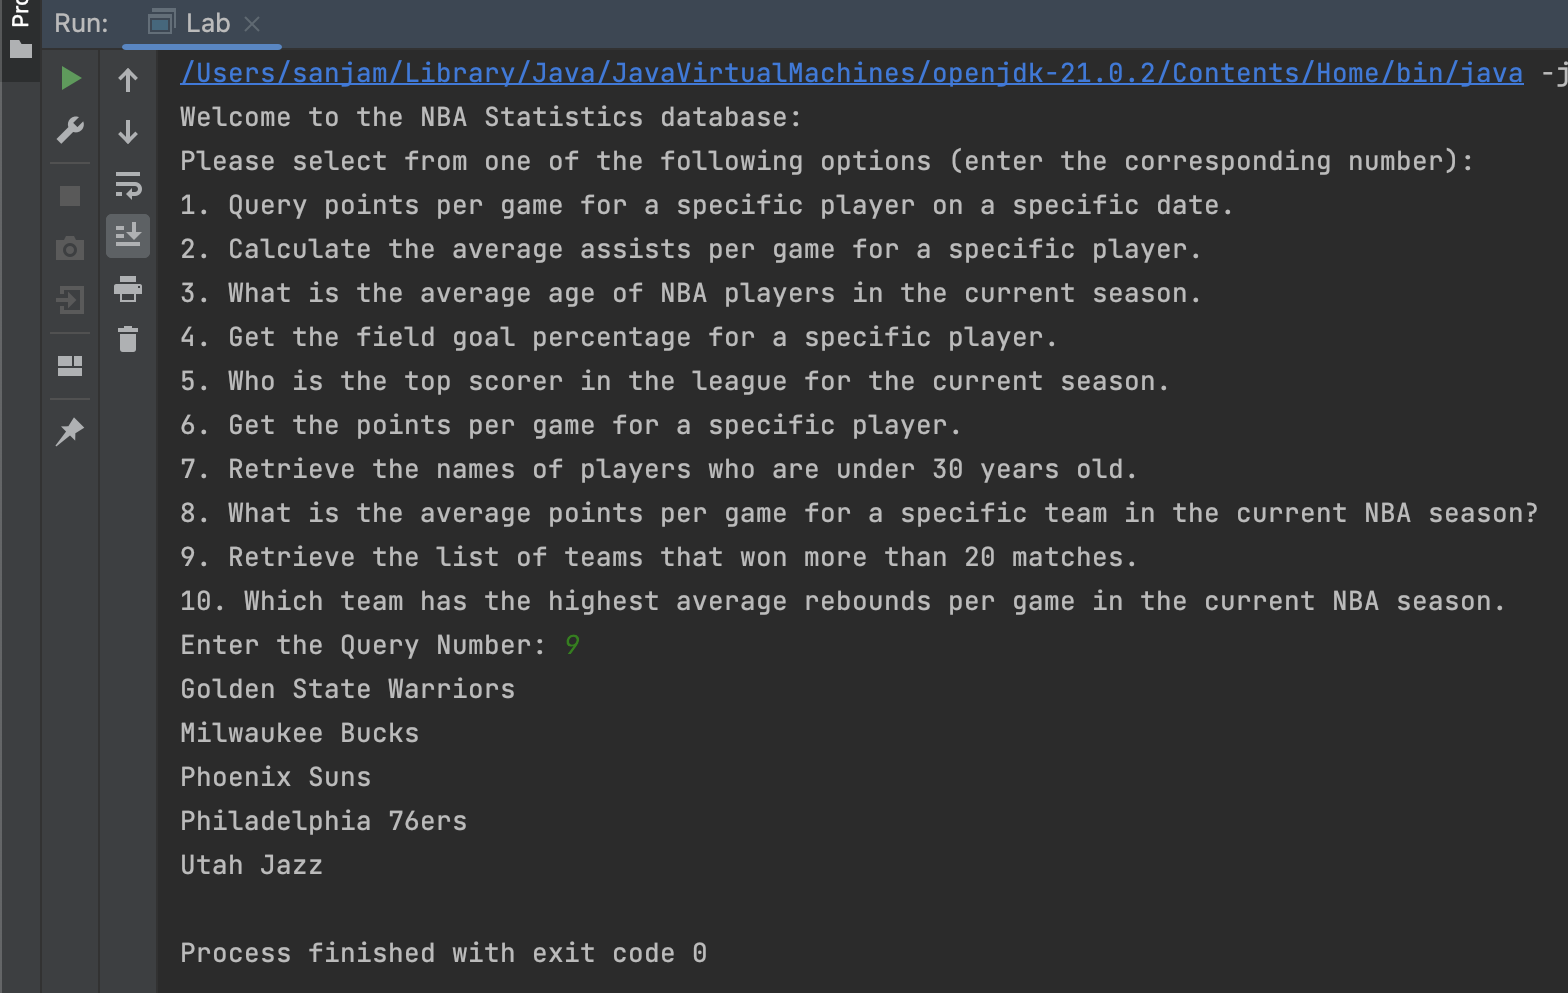 Run: Lab
/Users/sanjam/Library/Java/JavaVirtualMachines/openjdk-21.0.2/Contents/Home/bin/java
Welcome to the NBA Statistics database:
Please select from one of the following options (enter the corresponding number):
1. Query points per game for a specific player on a specific date.
2. Calculate the average assists per game for a specific player.
3. What is the average age of NBA players in the current season.
4. Get the field goal percentage for a specific player.
5. Who is the top scorer in the league for the current season.
6. Get the points per game for a specific player.
7. Retrieve the names of players who are under 30 years old.
8. What is the average points per game for a specific team in the current NBA season?
9. Retrieve the list of teams that won more than 20 matches.
10. Which team has the highest average rebounds per game in the current NBA season.
Enter the Query Number: 9
Golden State Warriors
Milwaukee Bucks
Phoenix Suns
Philadelphia 76ers
Utah Jazz
Process finished with exit code 0